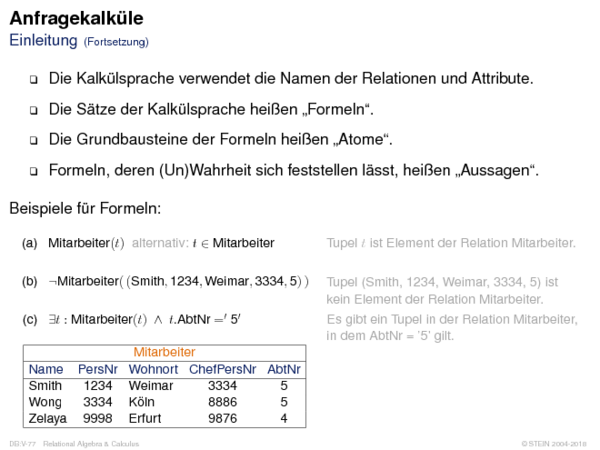 Anfragekalküle
Einleitung (Fortsetzung)
❑ Die Kalkülsprache verwendet die Namen der Relationen und Attribute.
❑ Die Sätze der Kalkülsprache heißen „Formeln“.
❑ Die Grundbausteine der Formeln heißen „Atome“.
❑ Formeln, deren (Un)Wahrheit sich feststellen lässt, heißen „Aussagen“.
Beispiele für Formeln:
(a) Mitarbeiter(t) alternativ: t ∈ Mitarbeiter Tupel t ist Element der Relation Mitarbeiter.
(b) ¬Mitarbeiter( (Smith, 1234, Weimar, 3334, 5) ) Tupel (Smith, 1234, Weimar, 3334, 5) ist
kein Element der Relation Mitarbeiter.
(c) ∃t : Mitarbeiter(t) ∧ t.AbtNr =′ 5′ Es gibt ein Tupel in der Relation Mitarbeiter,
in dem AbtNr = '5' gilt.
Mitarbeiter
Name PersNr Wohnort ChefPersNr AbtNr
Smith 1234 Weimar 3334 5
Wong 3334 Köln 8886 5
Zelaya 9998 Erfurt 9876 4
DB:V-77 Relational Algebra & Calculus © STEIN 2004-2018